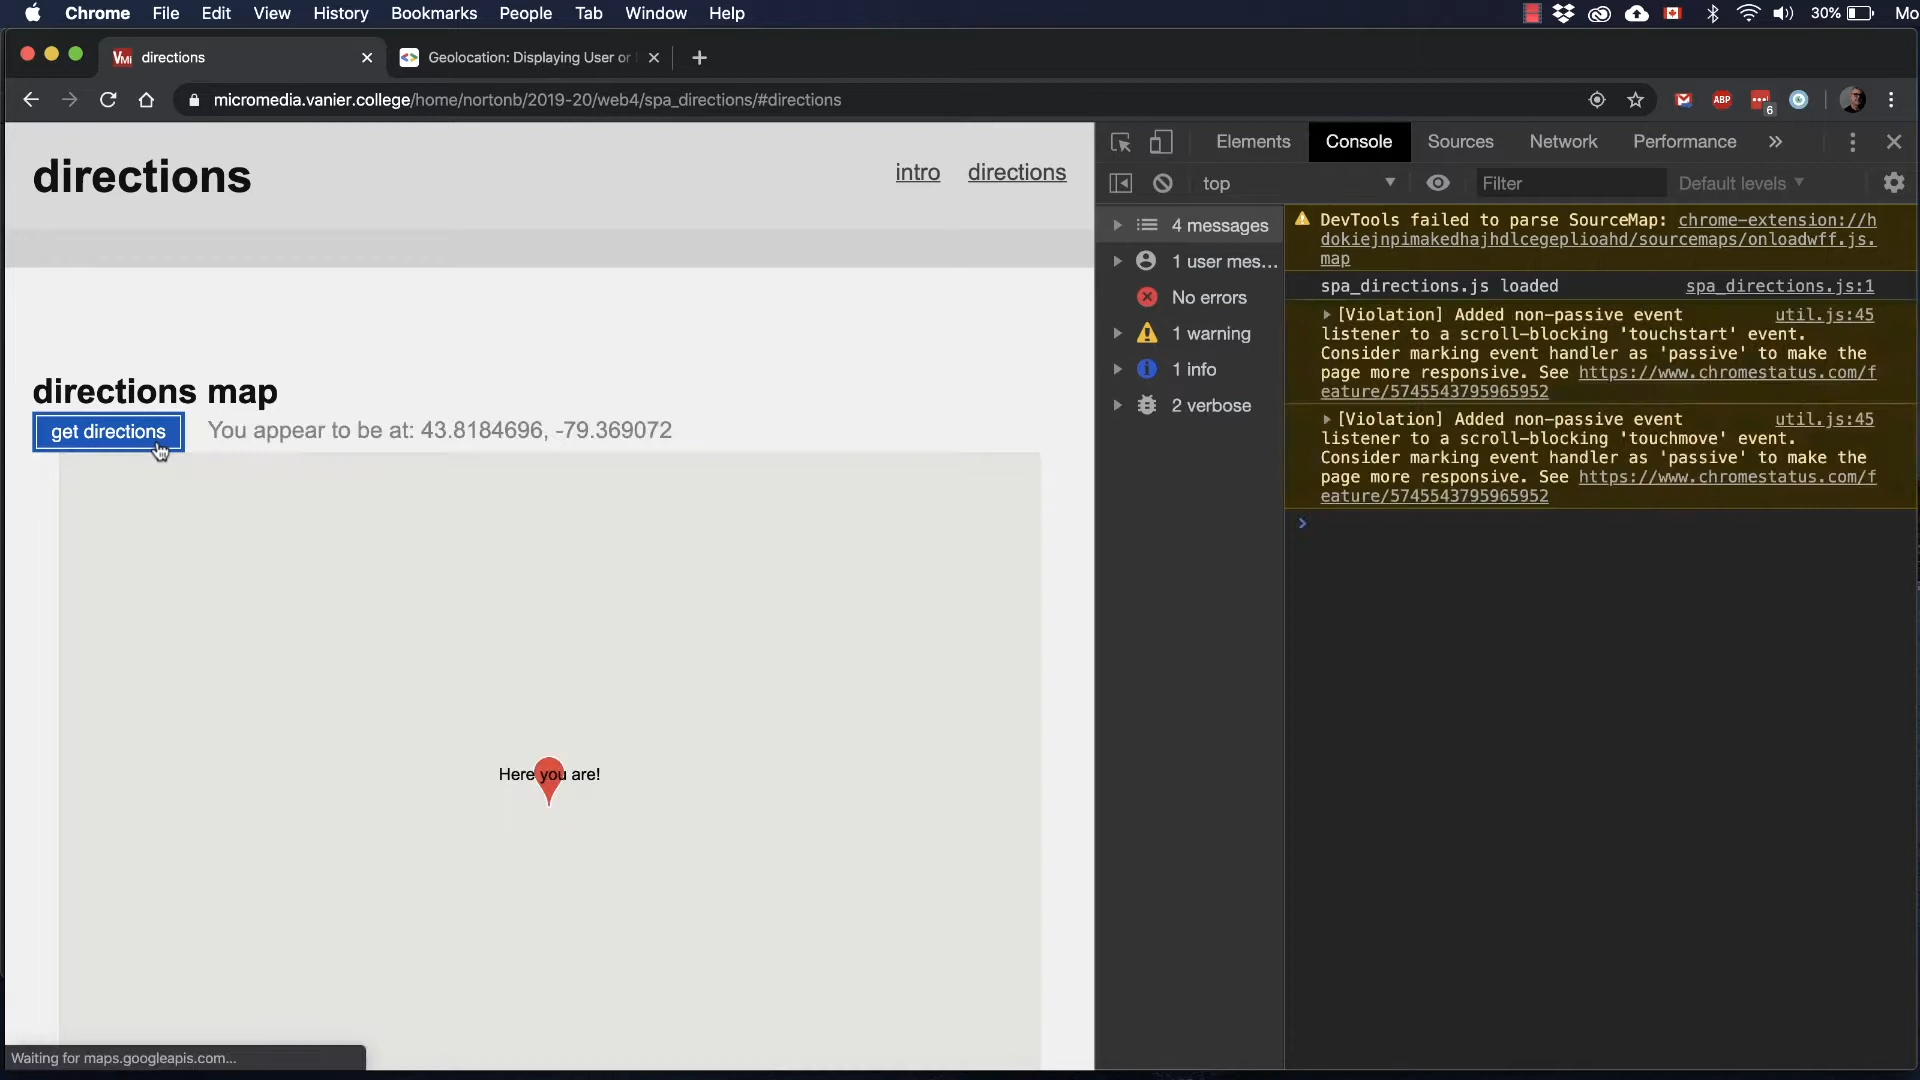 Chrome File Edit View History Bookmarks People Tab Window Help 30% Mo
VMi directions Geolocation: Displaying User or
micromedia.vanier.college/home/nortonb/2019-20/web4/spa_directions/#directions ABP 6
directions
intro directions
directions map
get directions You appear to be at: 43.8184696, -79.369072
Here you are!
Waiting for maps.googleapis.com...
Elements Console Sources Network Performance »
top Filter Default levels
4 messages
1 user mes...
No errors
1 warning
1 info
2 verbose
DevTools failed to parse SourceMap: chrome-extension://h
dokiejnpimakedhajhdlcegeplioahd/sourcemaps/onloadwff.js.
map
spa_directions.js loaded spa_directions.js:1
[Violation] Added non-passive event util.js:45
listener to a scroll-blocking 'touchstart' event.
Consider marking event handler as 'passive' to make the
page more responsive. See https://www.chromestatus.com/f
eature/5745543795965952
[Violation] Added non-passive event util.js:45
listener to a scroll-blocking 'touchmove' event.
Consider marking event handler as 'passive' to make the
page more responsive. See https://www.chromestatus.com/f
eature/5745543795965952